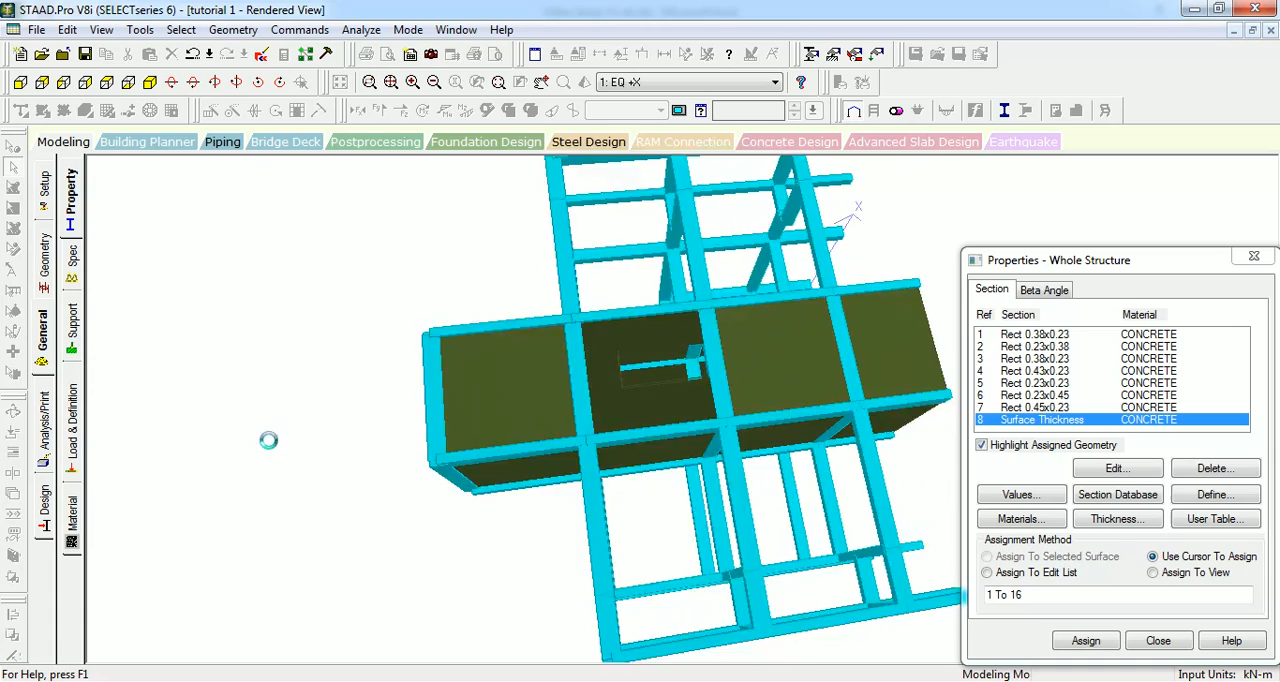 STAAD.Pro V8i (SELECTseries 6) - [tutorial 1 - Rendered View]
File Edit View Tools Select Geometry Commands Analyze Mode Window Help
1: EQ +X
Modeling Building Planner Piping Bridge Deck Postprocessing Foundation Design Steel Design RAM Connection Concrete Design Advanced Slab Design Earthquake
Setup
Geometry
General
Analysis/Print
Design
Property
Spec
Support
Load & Definition
Material
X
Properties - Whole Structure
Section Beta Angle
Ref Section Material
1 Rect 0.38x0.23 CONCRETE
2 Rect 0.23x0.38 CONCRETE
3 Rect 0.38x0.23 CONCRETE
4 Rect 0.43x0.23 CONCRETE
5 Rect 0.23x0.23 CONCRETE
6 Rect 0.23x0.45 CONCRETE
7 Rect 0.45x0.23 CONCRETE
8 Surface Thickness CONCRETE
Highlight Assigned Geometry
Edit... Delete...
Values... Section Database Define...
Materials... Thickness... User Table...
Assignment Method
Assign To Selected Surface Use Cursor To Assign
Assign To Edit List Assign To View
1 To 16
Assign Close Help
For Help, press F1 Modeling Mo Input Units: kN-m